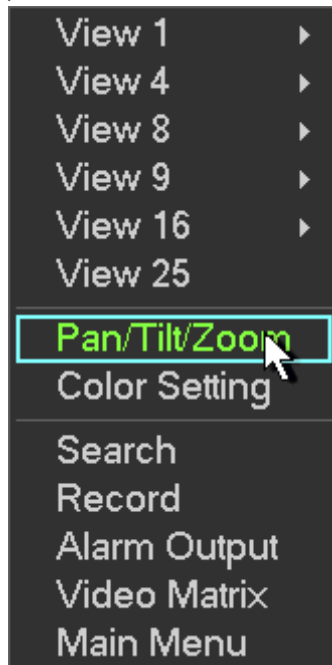 View 1
View 4
View 8
View 9
View 16
View 25
Pan/Tilt/Zoom
Color Setting
Search
Record
Alarm Output
Video Matrix
Main Menu